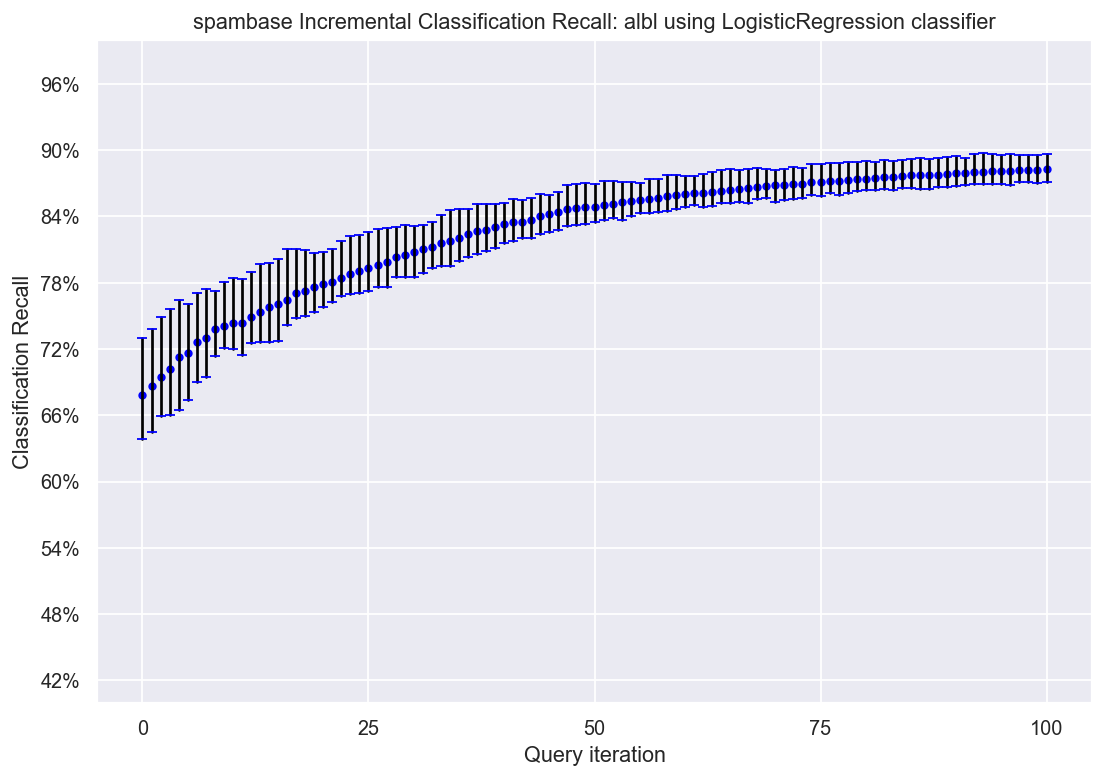 spambase Incremental Classification Recall: albl using LogisticRegression classifier
Classification Recall
96%
90%
84%
78%
72%
66%
60%
54%
48%
42%
0 25 50 75 100
Query iteration